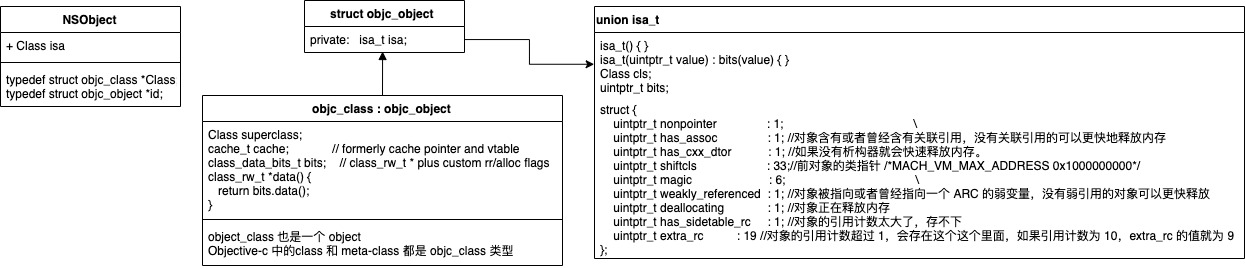 NSObject
+ Class isa
typedef struct objc_class *Class
typedef struct objc_object *id;
struct objc_object
private: isa_t isa;
objc_class : objc_object
Class superclass;
cache_t cache; // formerly cache pointer and vtable
class_data_bits_t bits; // class_rw_t * plus custom rr/alloc flags
class_rw_t *data() {
return bits.data();
}
object_class 也是一个 object
Objective-c 中的class 和 meta-class 都是 objc_class 类型
union isa_t
isa_t() { }
isa_t(uintptr_t value) : bits(value) { }
Class cls;
uintptr_t bits;
struct {
uintptr_t nonpointer : 1; \
uintptr_t has_assoc : 1; //对象含有或者曾经含有关联引用，没有关联引用的可以更快地释放内存
uintptr_t has_cxx_dtor : 1; //如果没有析构器就会快速释放内存。
uintptr_t shiftcls : 33;//前对象的类指针 /*MACH_VM_MAX_ADDRESS 0x1000000000*/
uintptr_t magic : 6; \
uintptr_t weakly_referenced : 1; //对象被指向或者曾经指向一个 ARC 的弱变量，没有弱引用的对象可以更快释放
uintptr_t deallocating : 1; //对象正在释放内存
uintptr_t has_sidetable_rc : 1; //对象的引用计数太大了，存不下
uintptr_t extra_rc : 19 //对象的引用计数超过 1，会存在这个这个里面，如果引用计数为 10，extra_rc 的值就为 9
};